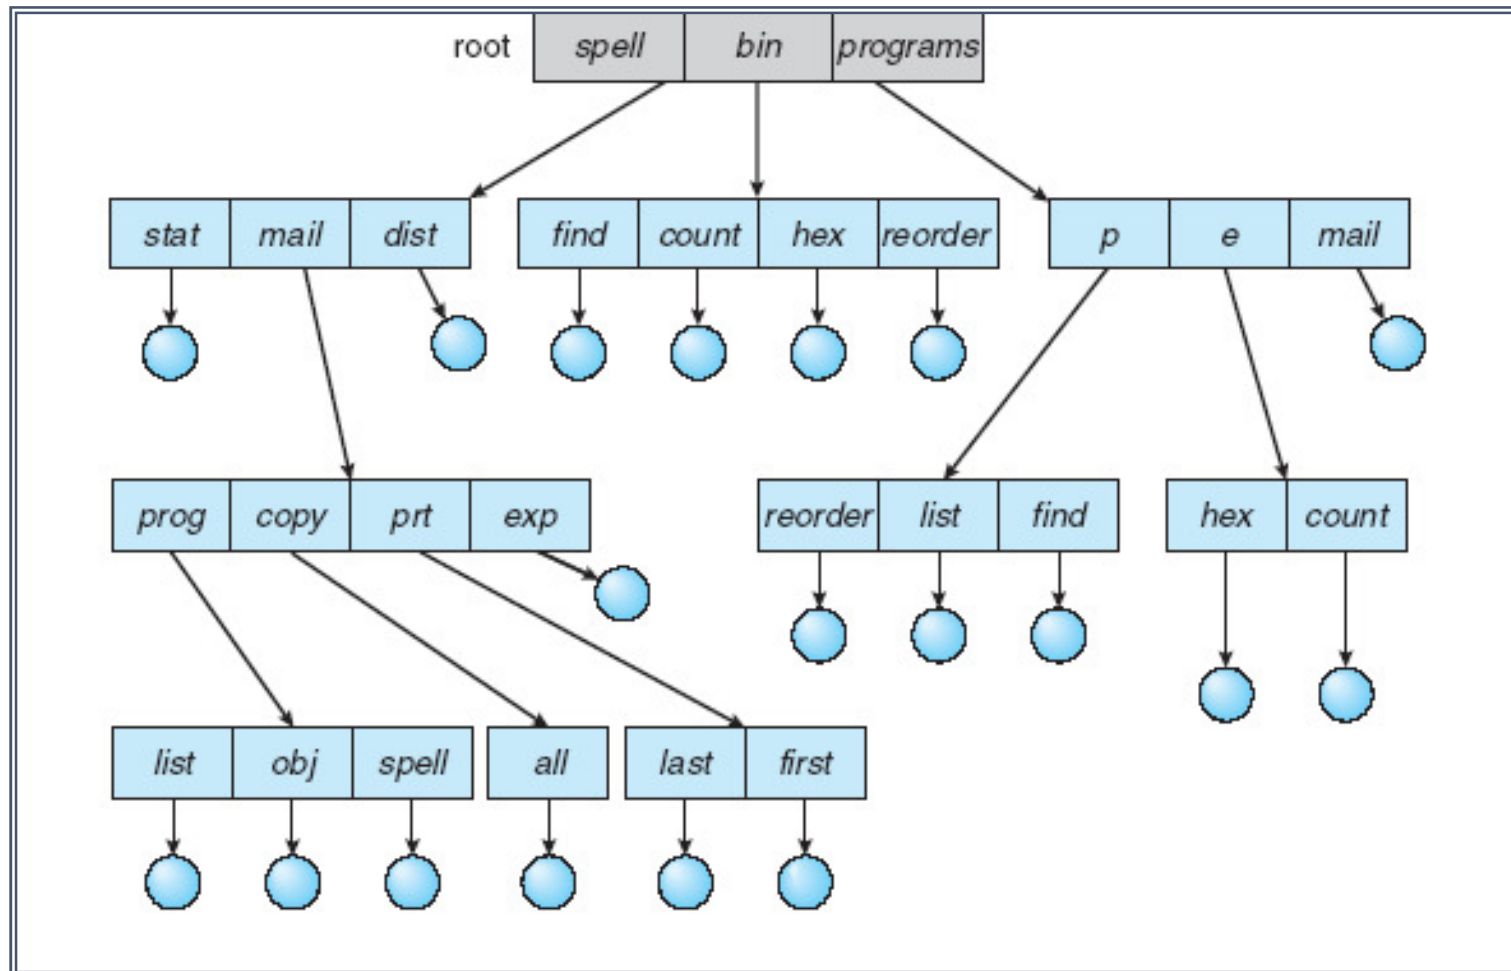 root spell bin programs
stat mail dist find count hex reorder p e mail
prog copy prt exp reorder list find hex count
list obj spell all last first